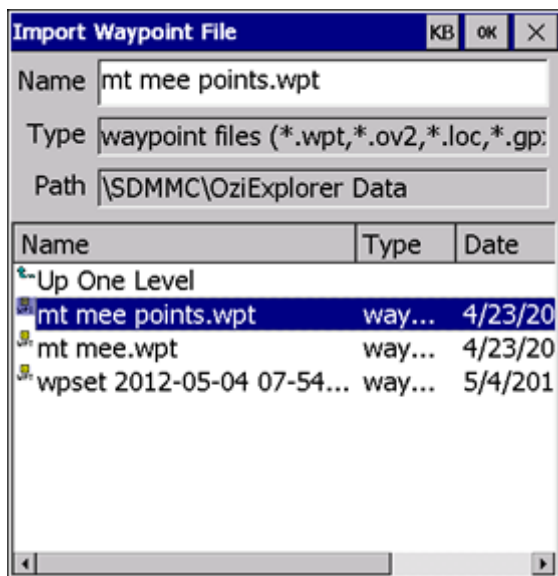 Import Waypoint File KB OK
Name mt mee points.wpt
Type waypoint files (*.wpt,*.ov2,*.loc,*.gp
Path \SDMMC\OziExplorer Data
Name Type Date
Up One Level
mt mee points.wpt way... 4/23/20
mt mee.wpt way... 4/23/20
wpset 2012-05-04 07-54... way... 5/4/201